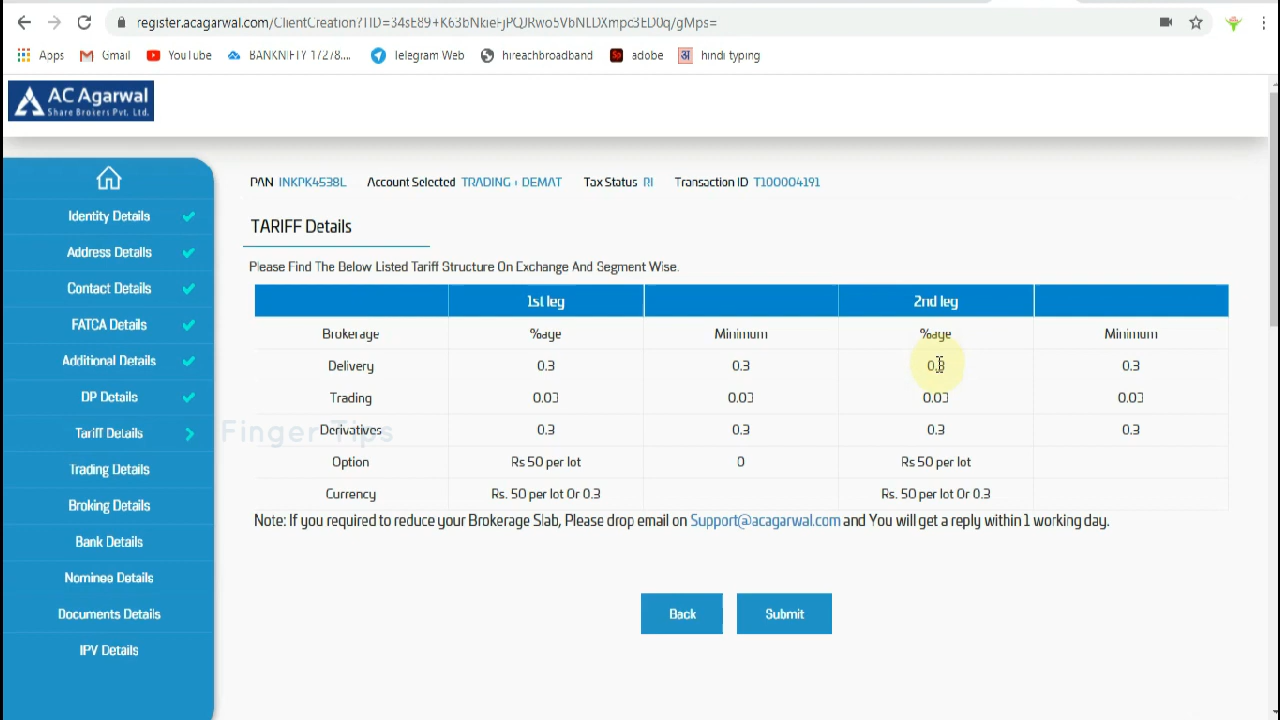 register.acagarwal.com/ClientCreation?
Apps Gmail YouTube BANKNIFTY 17278.... Telegram Web hireachbroadband adobe अ hindi typing
AC Agarwal
Share Brokers Pvt. Ltd.
PAN INKPK4538L Account Selected TRADING + DEMAT Tax Status RI Transaction ID T100004191
Identity Details
Address Details
Contact Details
FATCA Details
Additional Details
DP Details
Tariff Details
Trading Details
Broking Details
Bank Details
Nominee Details
Documents Details
IPV Details
TARIFF Details
Please Find The Below Listed Tariff Structure On Exchange And Segment Wise.
1st leg 2nd leg
Brokerage %age Minimum %age Minimum
Delivery 0.3 0.3 0.3 0.3
Trading 0.03 0.03 0.03 0.03
Derivatives 0.3 0.3 0.3 0.3
Option Rs 50 per lot 0 Rs 50 per lot
Currency Rs. 50 per lot Or 0.3 Rs. 50 per lot Or 0.3
Finger Tips
Note: If you required to reduce your Brokerage Slab, Please drop email on Support@acagarwal.com and You will get a reply within 1 working day.
Back Submit